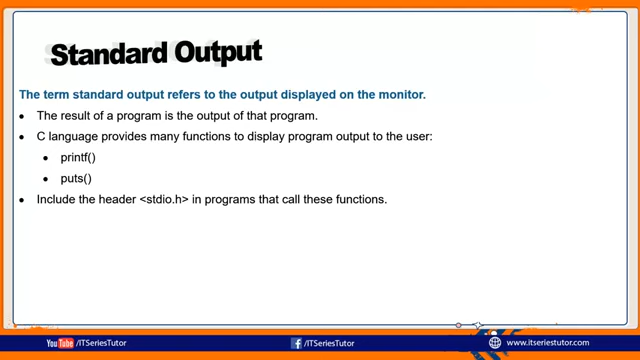 Standard Output
The term standard output refers to the output displayed on the monitor.
• The result of a program is the output of that program.
• C language provides many functions to display program output to the user:
• printf()
• puts()
• Include the header <stdio.h> in programs that call these functions.
YouTube /ITSeriesTutor
f /ITSeriesTutor
www.itseriestutor.com